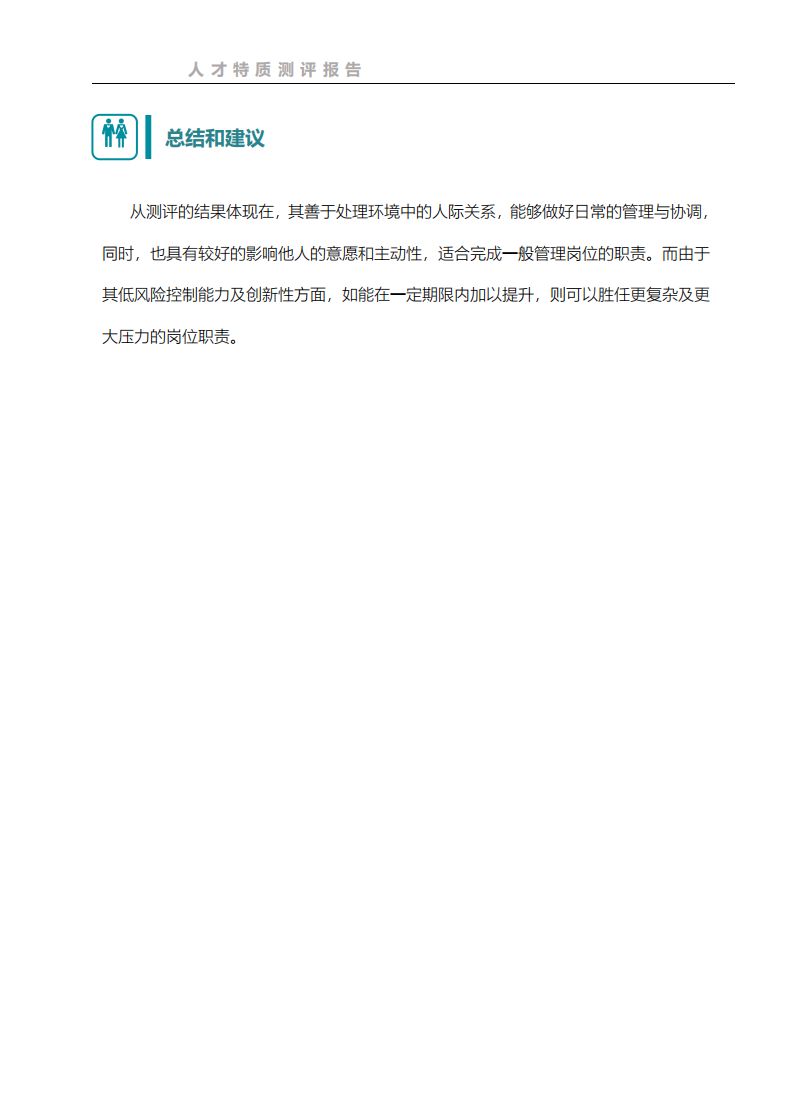 人才特质测评报告
总结和建议
从测评的结果体现在，其善于处理环境中的人际关系，能够做好日常的管理与协调，
同时，也具有较好的影响他人的意愿和主动性，适合完成一般管理岗位的职责。而由于
其低风险控制能力及创新性方面，如能在一定期限内加以提升，则可以胜任更复杂及更
大压力的岗位职责。